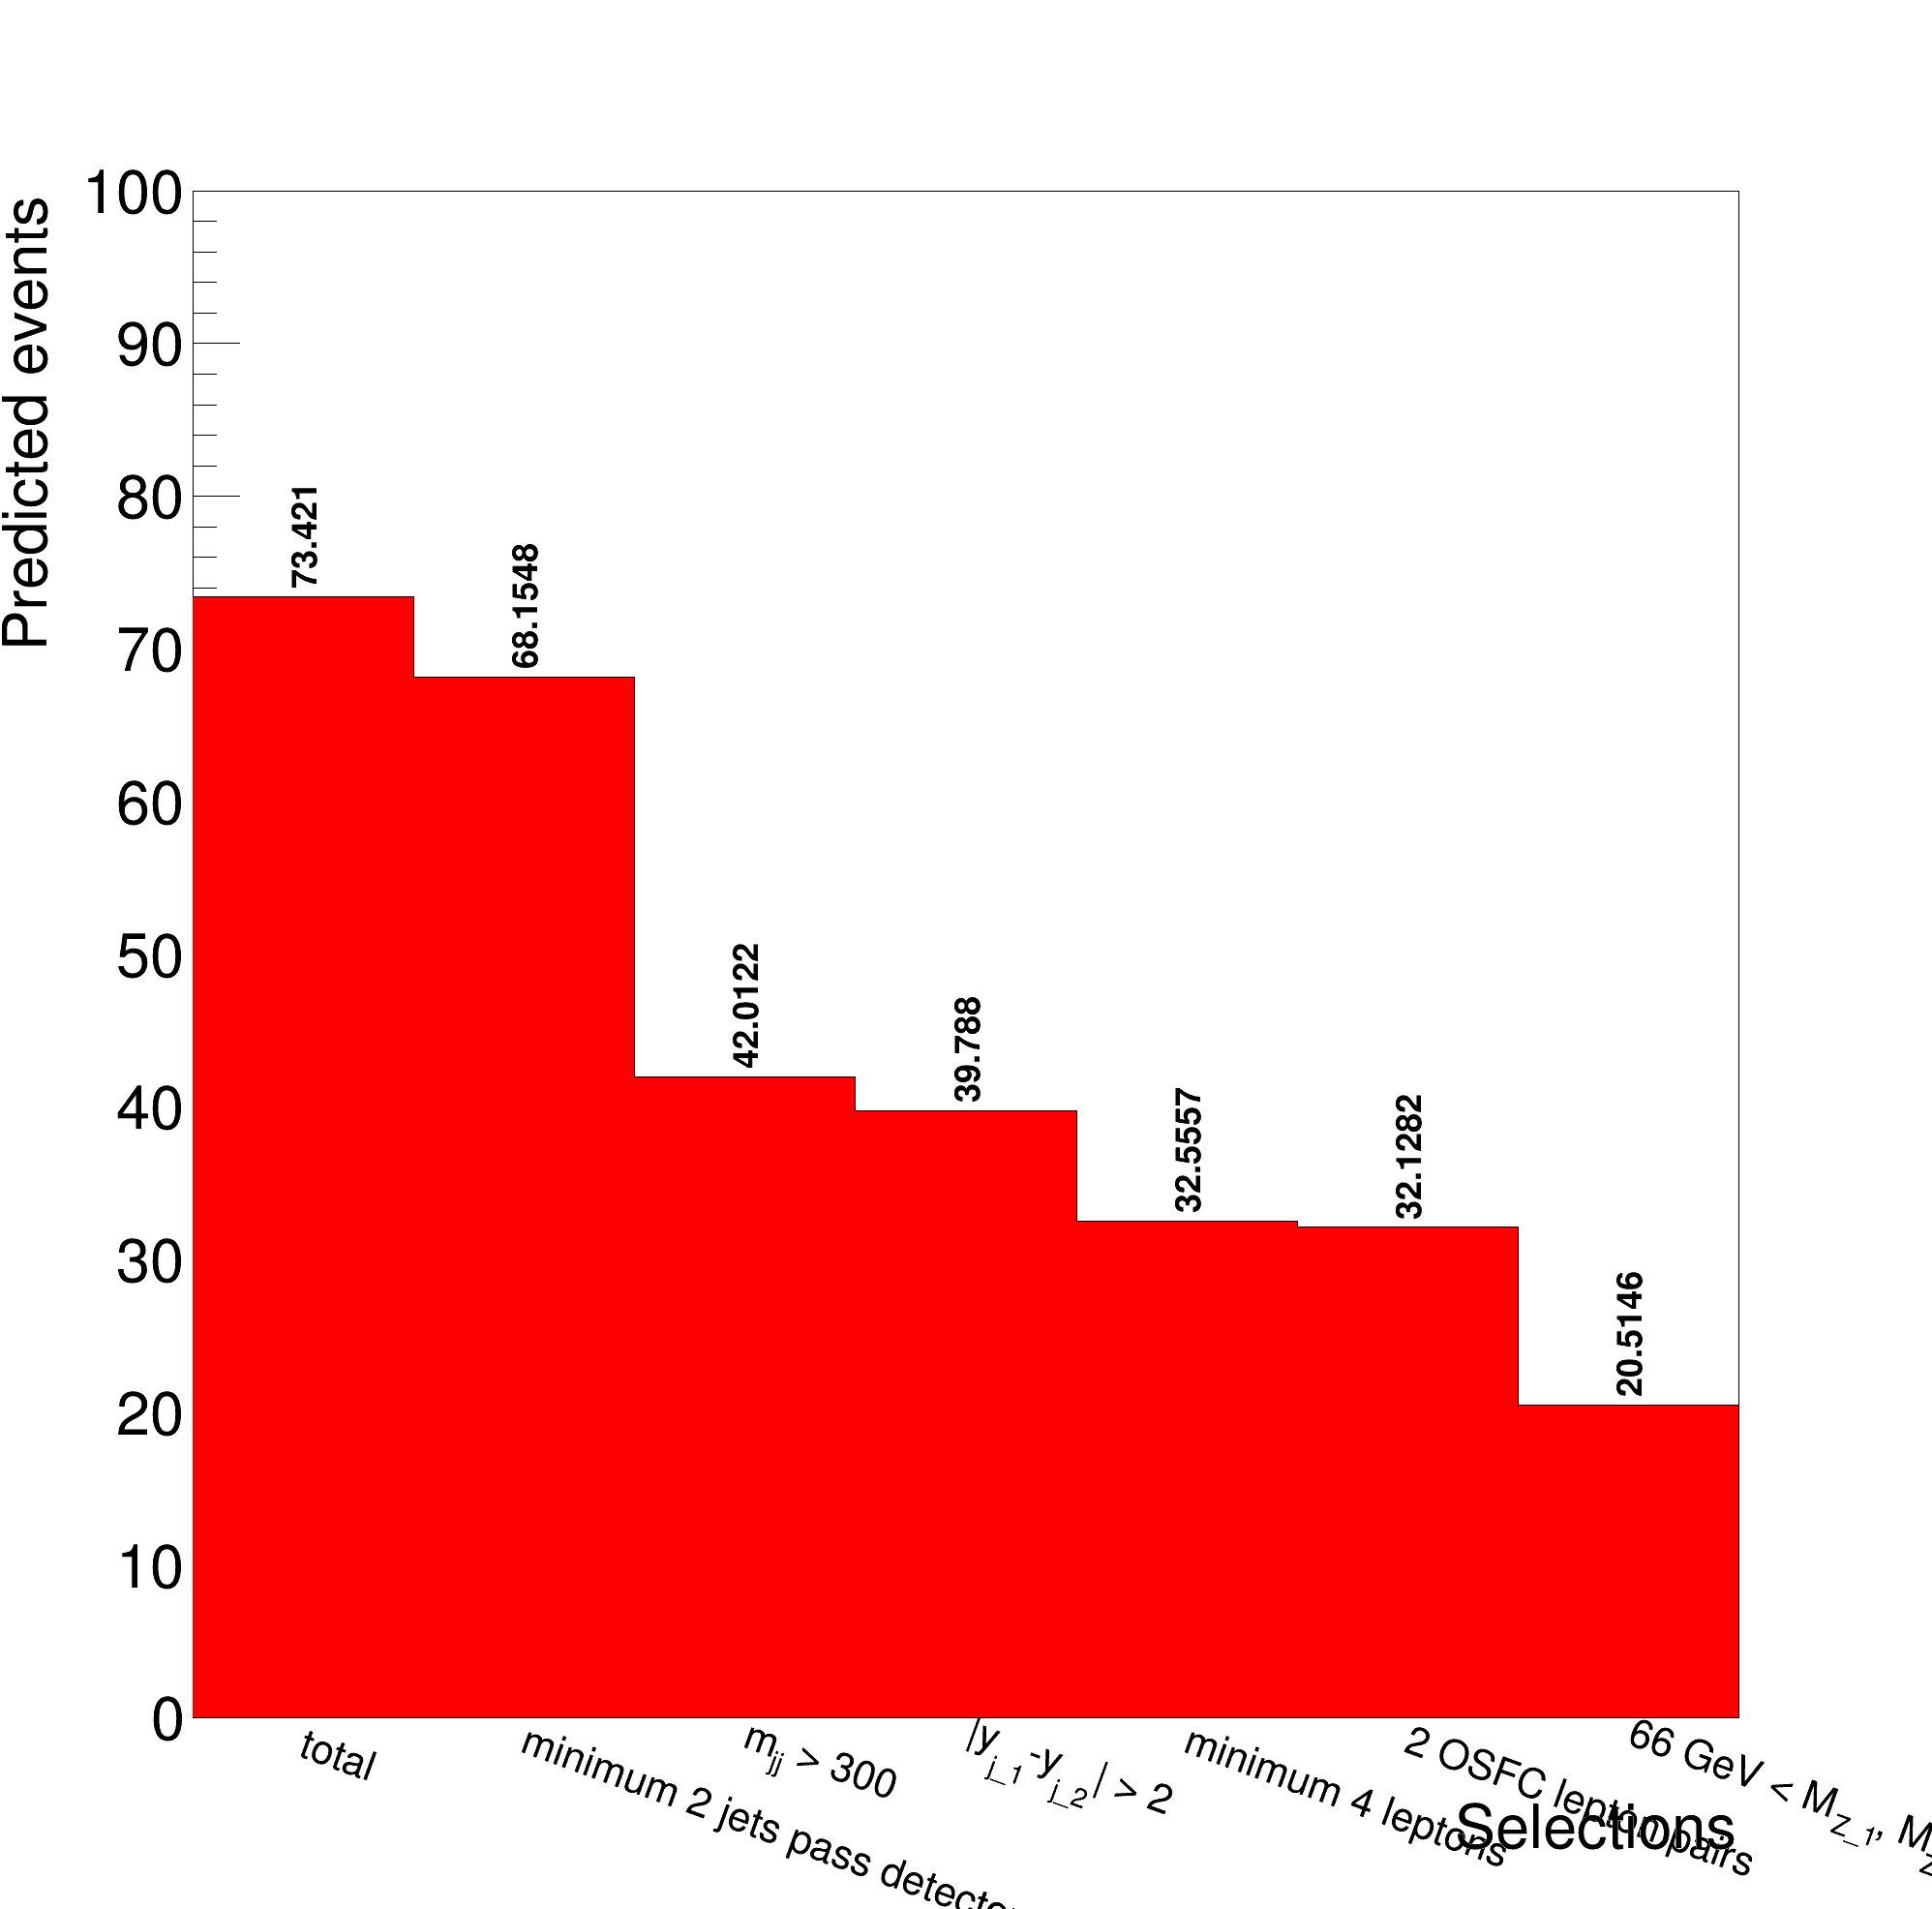 Predicted events
100
90
80
70
60
50
40
30
20
10
0
73.421
68.1548
42.0122
39.788
32.5557
32.1282
20.5146
total
minimum 2 jets pass
m_jj > 300
|y_j_1 -y_j_2| > 2
minimum 4 leptons
2 OSFC lepton pairs
66 GeV < M_Z_1, M
Selections